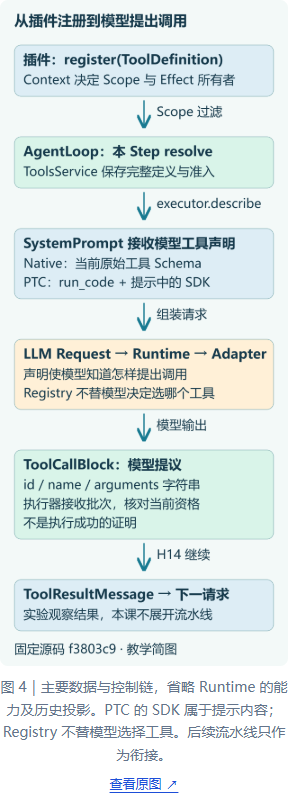 从插件注册到模型提出调用
插件：register(ToolDefinition)
Context 决定 Scope 与 Effect 所有者
Scope 过滤
AgentLoop：本 Step resolve
ToolsService 保存完整定义与准入
executor.describe
SystemPrompt 接收模型工具声明
Native：当前原始工具 Schema
PTC：run_code + 提示中的 SDK
组装请求
LLM Request → Runtime → Adapter
声明使模型知道怎样提出调用
Registry 不替模型决定选哪个工具
模型输出
ToolCallBlock：模型提议
id / name / arguments 字符串
执行器接收批次，核对当前资格
不是执行成功的证明
H14 继续
ToolResultMessage → 下一请求
实验观察结果，本课不展开流水线
固定源码 f3803c9 · 教学简图
图 4｜主要数据与控制链，省略 Runtime 的能
力及历史投影。PTC 的 SDK 属于提示内容；
Registry 不替模型选择工具。后续流水线只作
为衔接。
查看原图 ↗